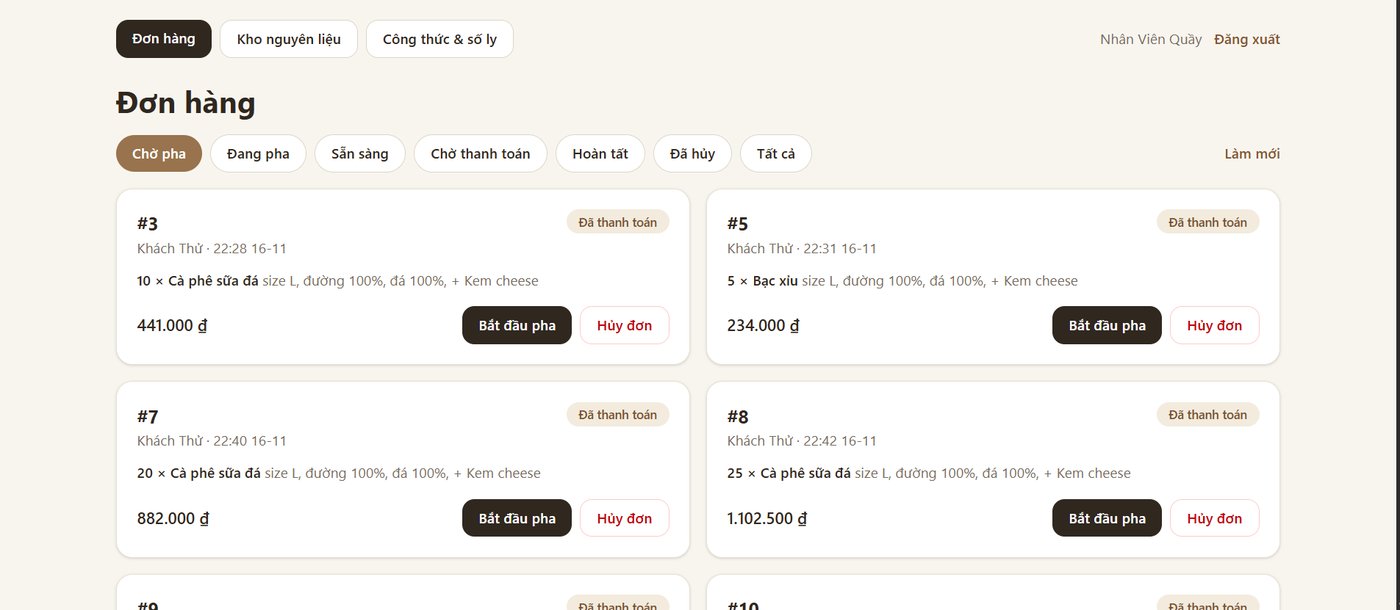 Đơn hàng Kho nguyên liệu Công thức & số ly Nhân Viên Quầy Đăng xuất
Đơn hàng
Chờ pha Đang pha Sẵn sàng Chờ thanh toán Hoàn tất Đã hủy Tất cả Làm mới
#3 Đã thanh toán
Khách Thử · 22:28 16-11
10 × Cà phê sữa đá size L, đường 100%, đá 100%, + Kem cheese
441.000 ₫ Bắt đầu pha Hủy đơn
#5 Đã thanh toán
Khách Thử · 22:31 16-11
5 × Bạc xỉu size L, đường 100%, đá 100%, + Kem cheese
234.000 ₫ Bắt đầu pha Hủy đơn
#7 Đã thanh toán
Khách Thử · 22:40 16-11
20 × Cà phê sữa đá size L, đường 100%, đá 100%, + Kem cheese
882.000 ₫ Bắt đầu pha Hủy đơn
#8 Đã thanh toán
Khách Thử · 22:42 16-11
25 × Cà phê sữa đá size L, đường 100%, đá 100%, + Kem cheese
1.102.500 ₫ Bắt đầu pha Hủy đơn
#9 Đã thanh toán
#10 Đã thanh toán